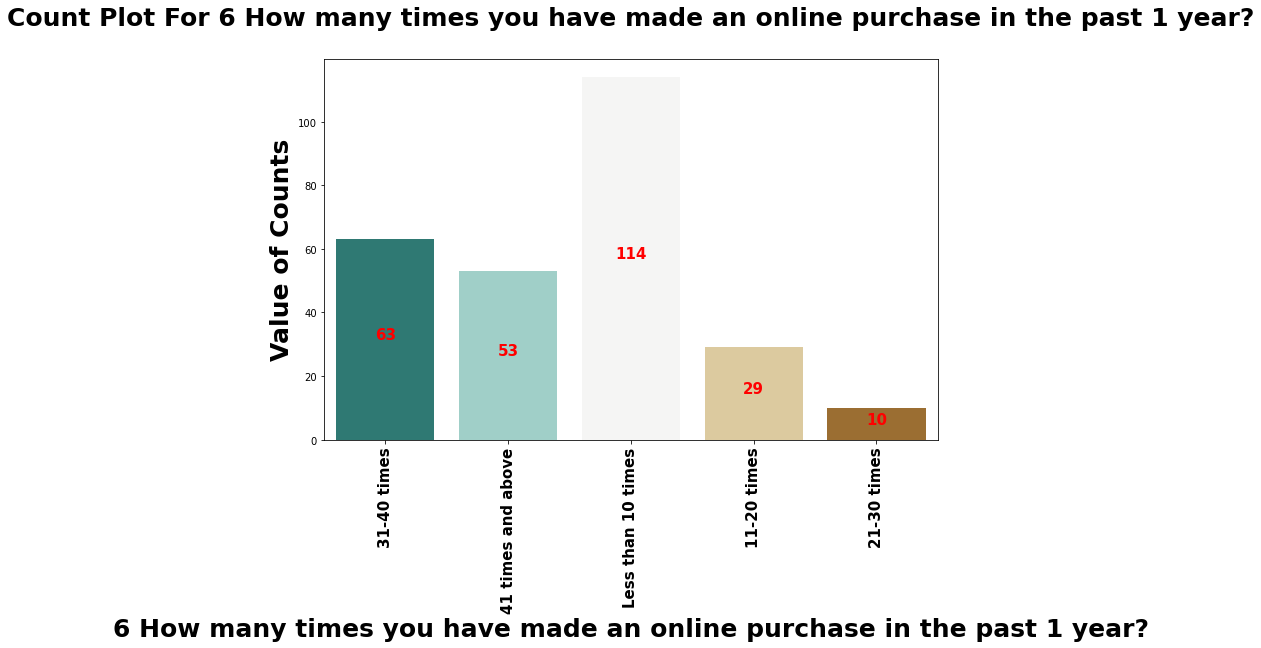 Count Plot For 6 How many times you have made an online purchase in the past 1 year?
Value of Counts
100
80
60
40
20
0
63
53
114
29
10
31-40 times
41 times and above
Less than 10 times
11-20 times
21-30 times
6 How many times you have made an online purchase in the past 1 year?